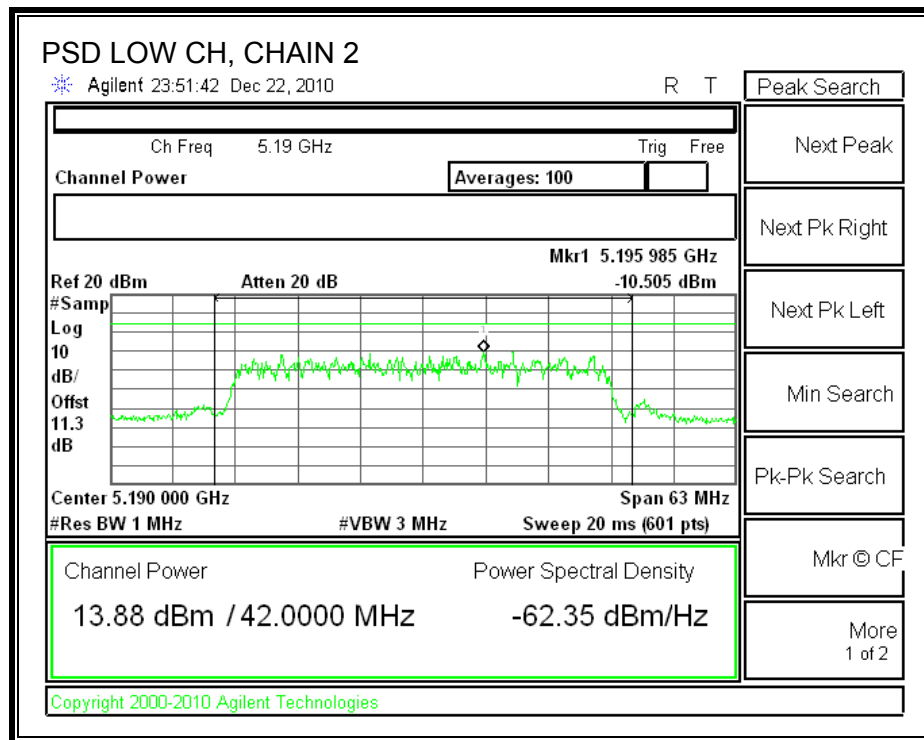 PSD LOW CH, CHAIN 2
Agilent 23:51:42 Dec 22, 2010 R T
Peak Search
Ch Freq 5.19 GHz Trig Free
Channel Power Averages: 100
Mkr1 5.195 985 GHz
Ref 20 dBm Atten 20 dB -10.505 dBm
#Samp
Log
10
dB/
Offst
11.3
dB
1
Center 5.190 000 GHz Span 63 MHz
#Res BW 1 MHz #VBW 3 MHz Sweep 20 ms (601 pts)
Channel Power Power Spectral Density
13.88 dBm / 42.0000 MHz -62.35 dBm/Hz
Next Peak
Next Pk Right
Next Pk Left
Min Search
Pk-Pk Search
Mkr © CF
More
1 of 2
Copyright 2000-2010 Agilent Technologies